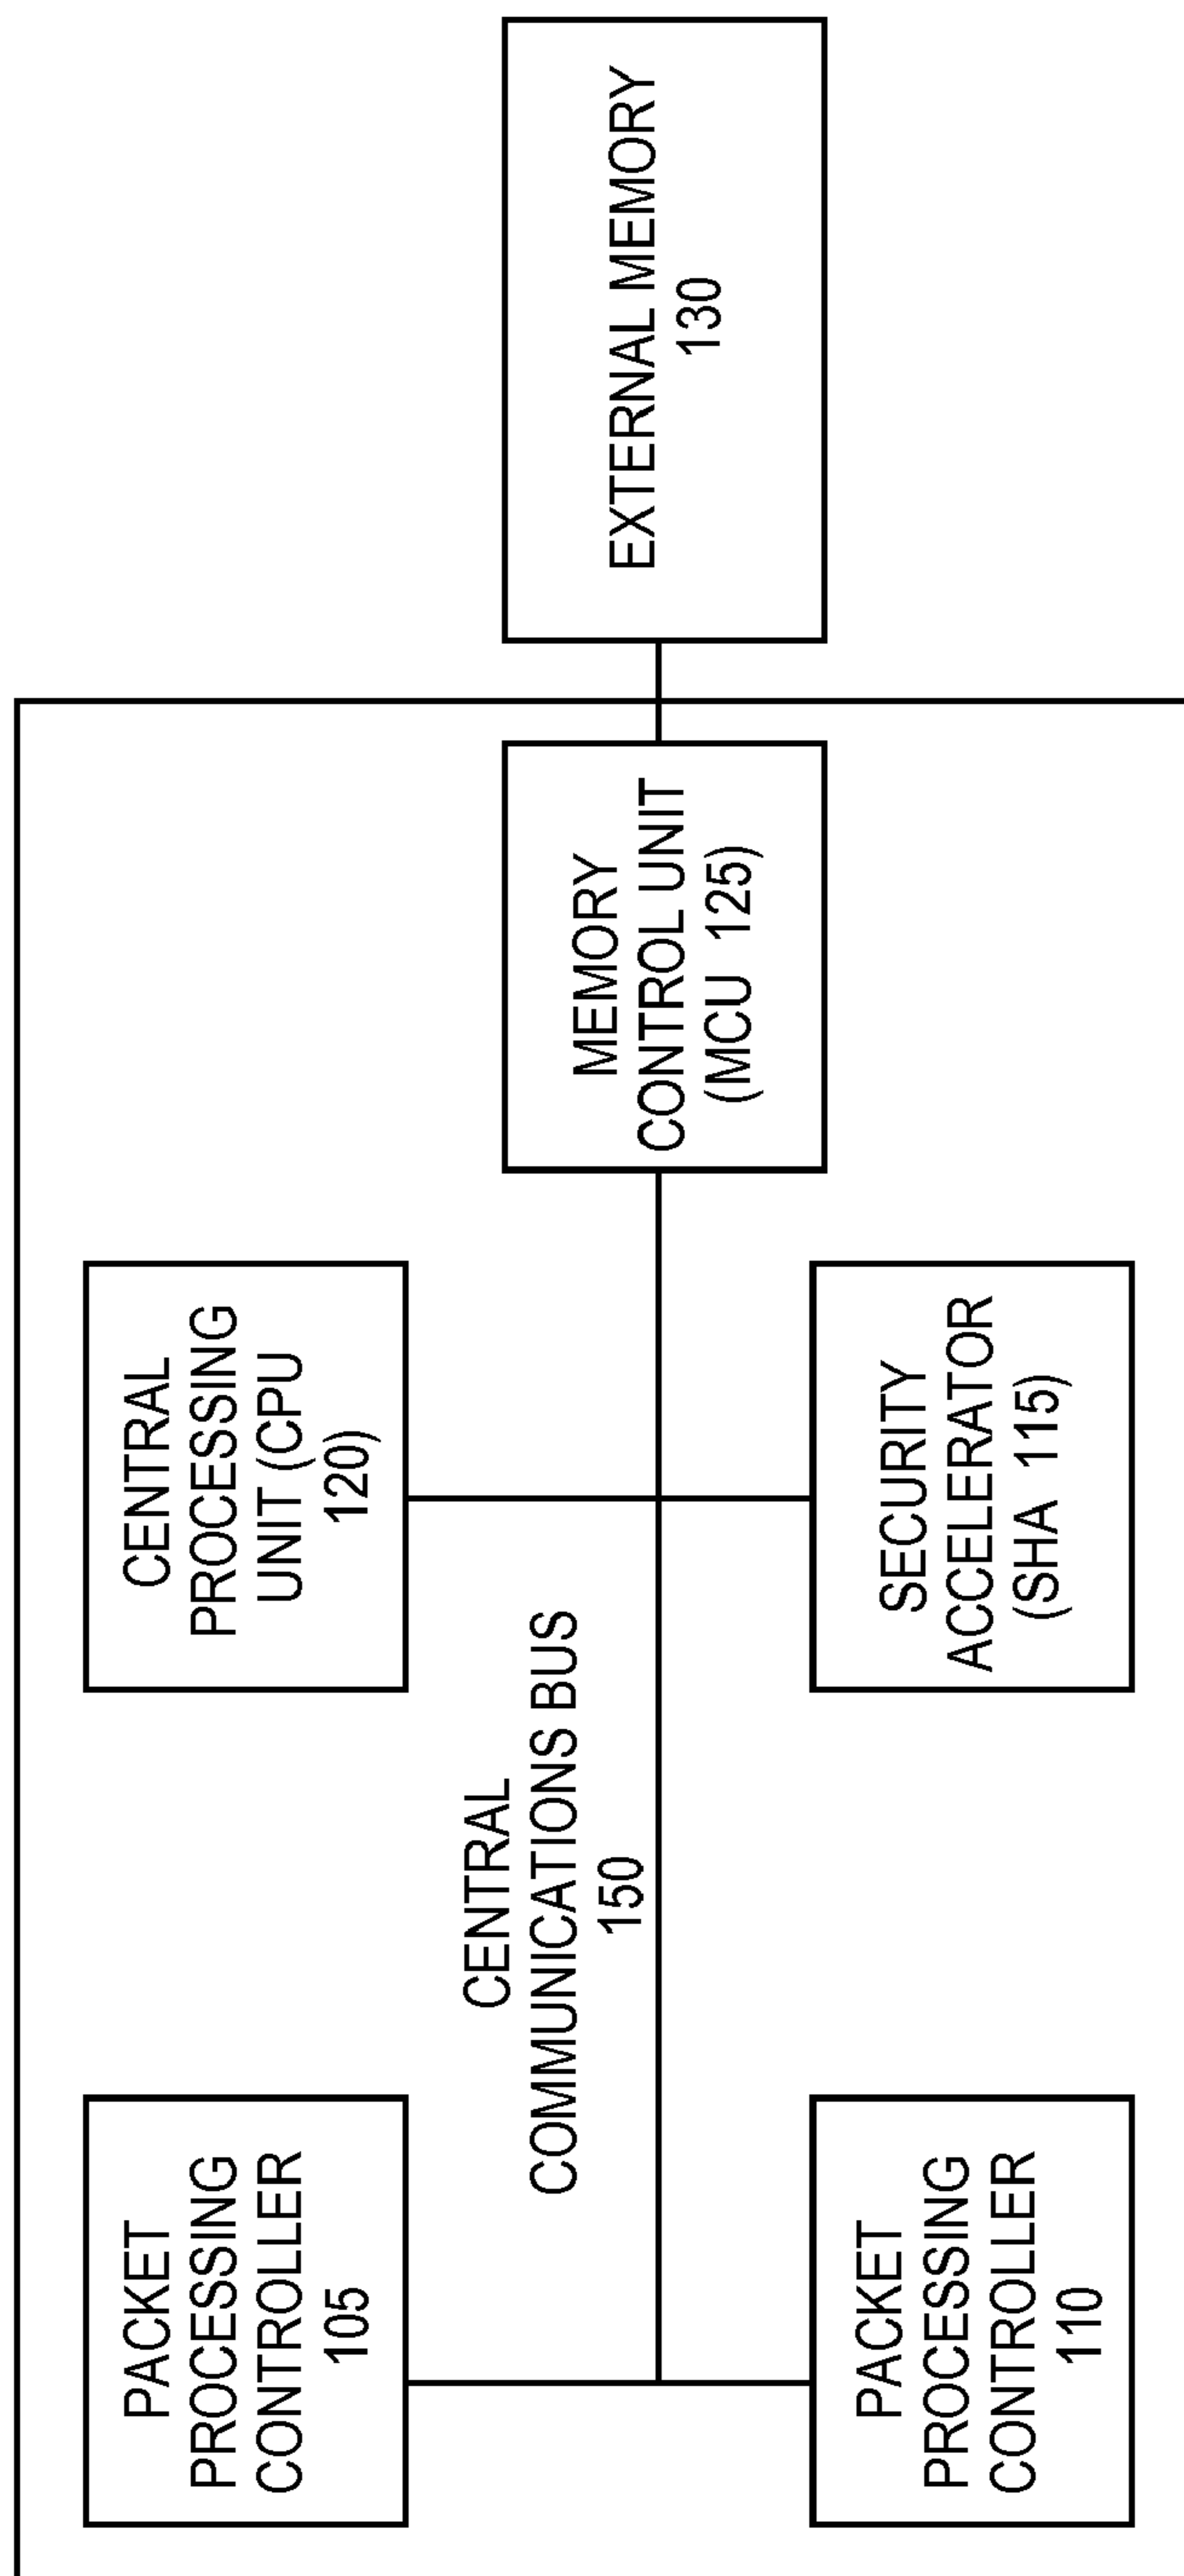 PACKET
PROCESSING
CONTROLLER
105
CENTRAL
PROCESSING
UNIT (CPU
120)
CENTRAL
COMMUNICATIONS BUS
150
MEMORY
CONTROL UNIT
(MCU 125)
EXTERNAL MEMORY
130
PACKET
PROCESSING
CONTROLLER
110
SECURITY
ACCELERATOR
(SHA 115)